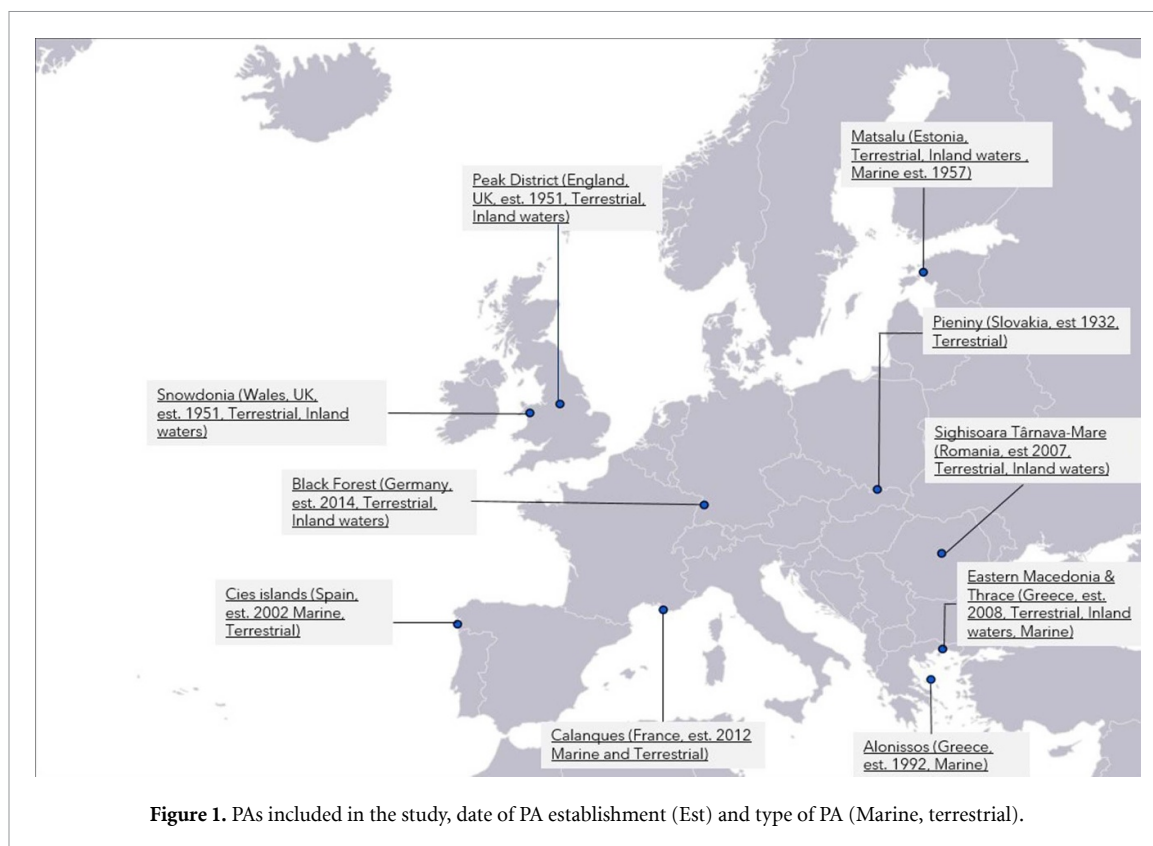 Matsalu (Estonia,
Terrestrial, Inland waters ,
Marine est. 1957)
Peak District (England,
UK, est. 1951, Terrestrial,
Inland waters)
Pieniny (Slovakia, est 1932,
Terrestrial)
Snowdonia (Wales, UK,
est. 1951, Terrestrial, Inland
waters)
Sighisoara Târnava-Mare
(Romania, est 2007,
Terrestrial, Inland waters)
Black Forest (Germany,
est. 2014, Terrestrial,
Inland waters)
Cies islands (Spain,
est. 2002 Marine,
Terrestrial)
Eastern Macedonia &
Thrace (Greece, est.
2008, Terrestrial, Inland
waters, Marine)
Calanques (France, est. 2012
Marine and Terrestrial)
Alonissos (Greece,
est. 1992, Marine)
Figure 1. PAs included in the study, date of PA establishment (Est) and type of PA (Marine, terrestrial).